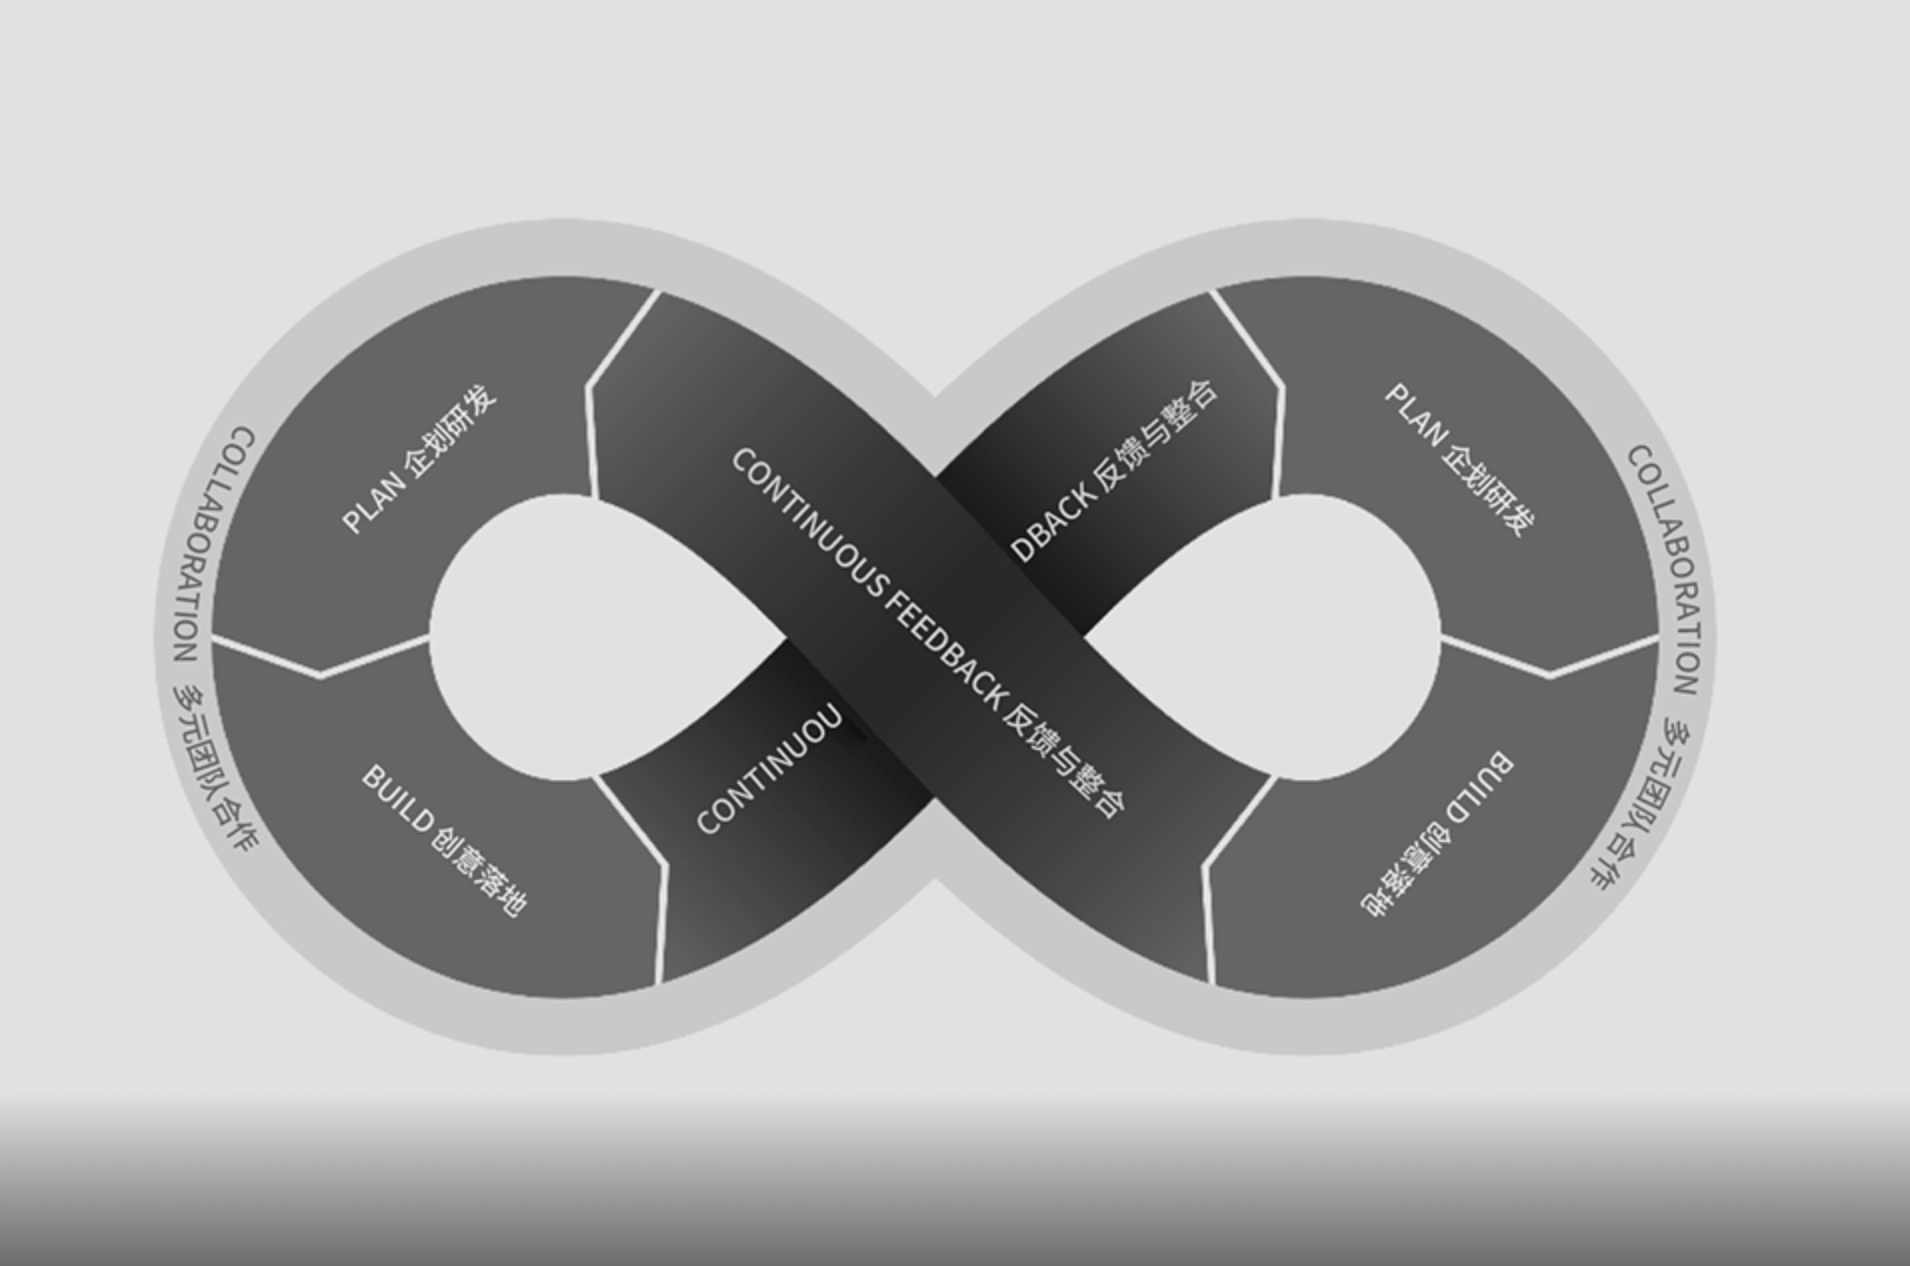 COLLABORATION 多元团队合作
PLAN 企划研发
BUILD 创意落地
CONTINUOUS FEEDBACK 反馈与整合
CONTINUOU
DBACK 反馈与整合
PLAN 企划研发
BUILD 创意落地
COLLABORATION 多元团队合作